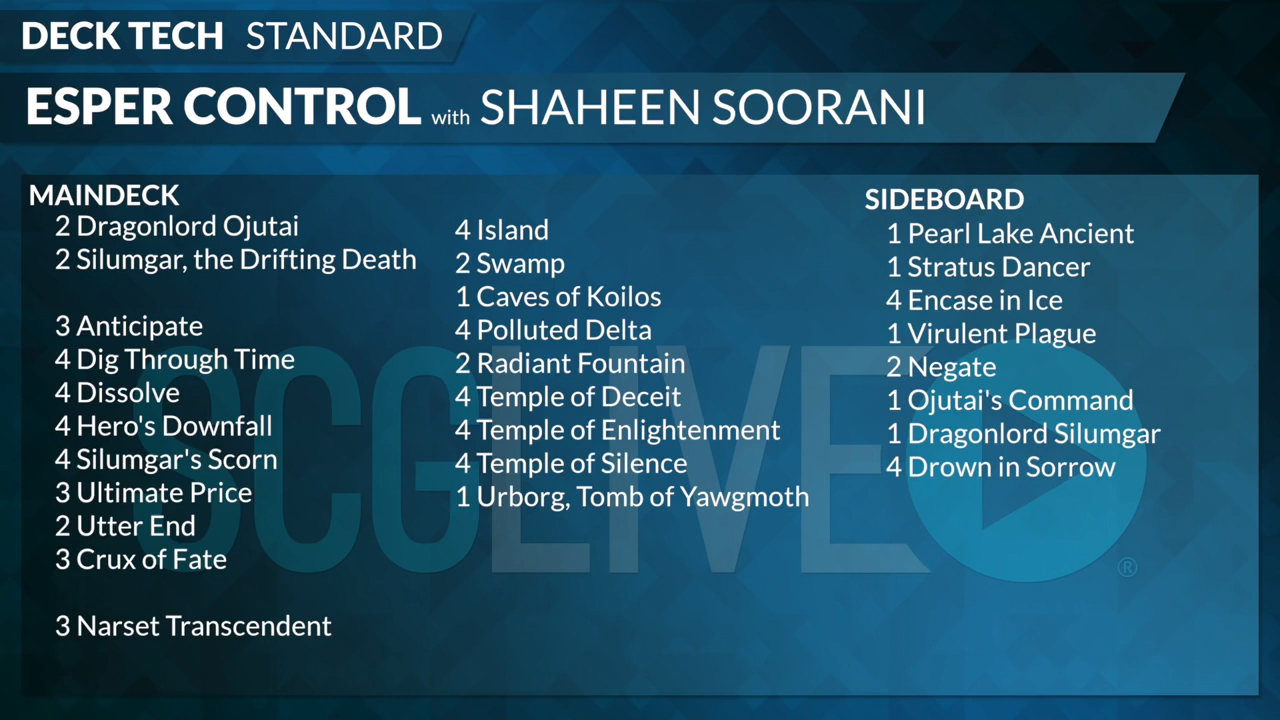 DECK TECH STANDARD
ESPER CONTROL with SHAHEEN SOORANI
MAINDECK
2 Dragonlord Ojutai
2 Silumgar, the Drifting Death
3 Anticipate
4 Dig Through Time
4 Dissolve
4 Hero's Downfall
4 Silumgar's Scorn
3 Ultimate Price
2 Utter End
3 Crux of Fate
3 Narset Transcendent
4 Island
2 Swamp
1 Caves of Koilos
4 Polluted Delta
2 Radiant Fountain
4 Temple of Deceit
4 Temple of Enlightenment
4 Temple of Silence
1 Urborg, Tomb of Yawgmoth
SIDEBOARD
1 Pearl Lake Ancient
1 Stratus Dancer
4 Encase in Ice
1 Virulent Plague
2 Negate
1 Ojutai's Command
1 Dragonlord Silumgar
4 Drown in Sorrow
SCGLIVE ®